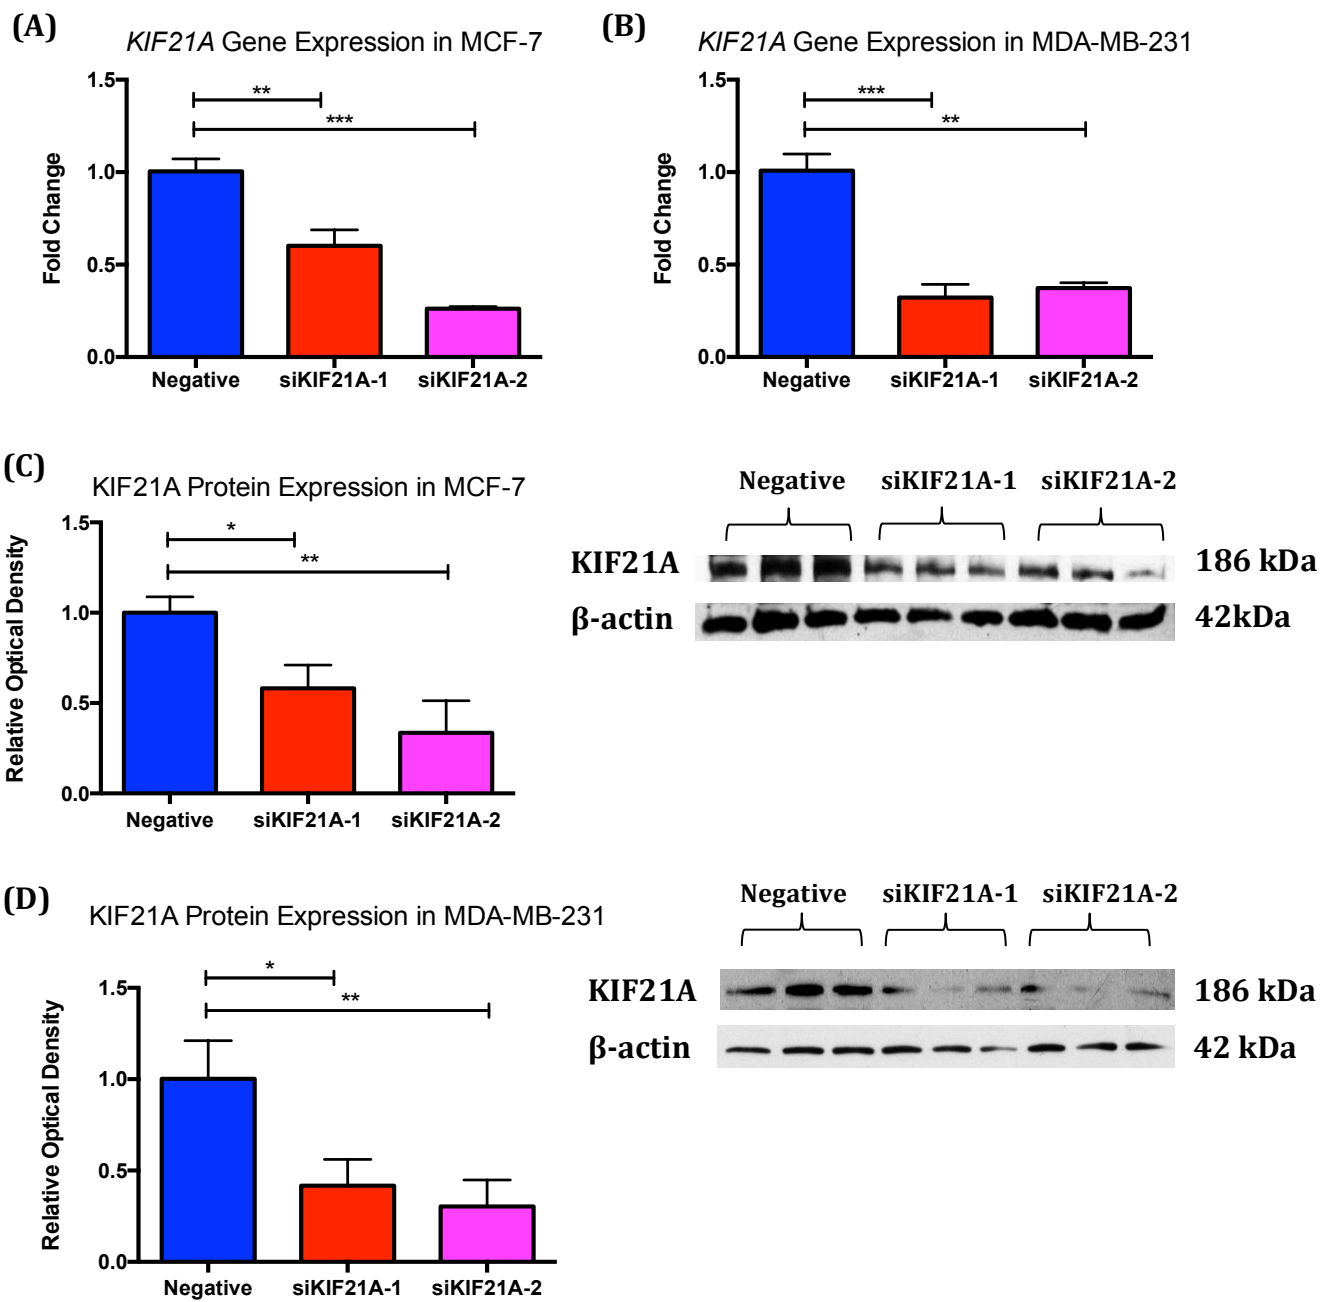 (A)
KIF21A Gene Expression in MCF-7
1.5
1.0
0.5
0.0
Fold Change
**
***
Negative siKIF21A-1 siKIF21A-2
(B)
KIF21A Gene Expression in MDA-MB-231
1.5
1.0
0.5
0.0
Fold Change
***
**
Negative siKIF21A-1 siKIF21A-2
(C)
KIF21A Protein Expression in MCF-7
1.5
1.0
0.5
0.0
Relative Optical Density
*
**
Negative siKIF21A-1 siKIF21A-2
Negative siKIF21A-1 siKIF21A-2
KIF21A 186 kDa
β-actin 42kDa
(D)
KIF21A Protein Expression in MDA-MB-231
1.5
1.0
0.5
0.0
Relative Optical Density
*
**
Negative siKIF21A-1 siKIF21A-2
Negative siKIF21A-1 siKIF21A-2
KIF21A 186 kDa
β-actin 42 kDa